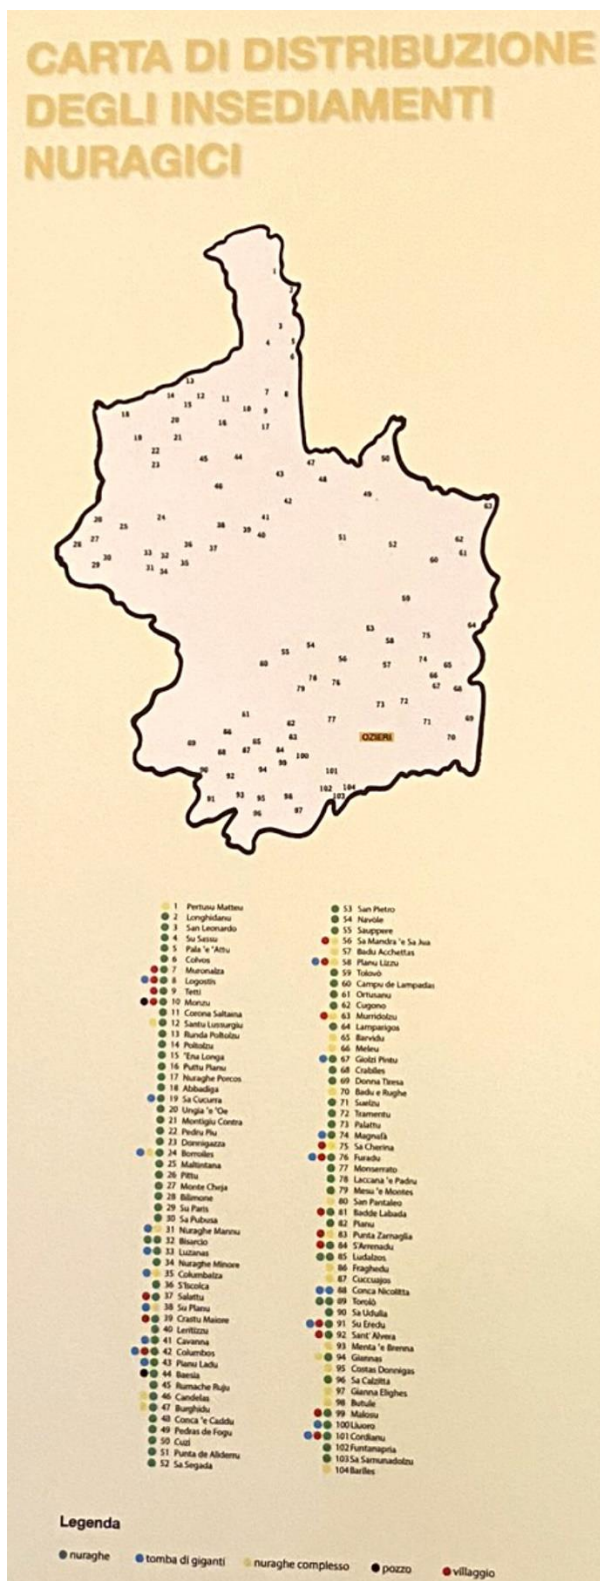 CARTA DI DISTRIBUZIONE
DEGLI INSEDIAMENTI
NURAGICI
OZIERI
1 Pertusu Matteu
2 Longhidanu
3 San Leonardo
4 Su Sassu
5 Pala 'e "Attu
6 Colvos
7 Muronalza
8 Logostis
9 Tetti
10 Monzu
11 Corona Saltaina
12 Santu Lussurgiu
13 Runda Poltolzu
14 Poltolzu
15 "Ena Longa
16 Puttu Pianu
17 Nuraghe Porcos
18 Abbadiga
19 Sa Cucurra
20 Ungia 'e "Oe
21 Montigiu Contra
22 Pedru Piu
23 Donnigazza
24 Borroiles
25 Maltintana
26 Pittu
27 Monte Cheja
28 Bilimone
29 Su Paris
30 Sa Pubusa
31 Nuraghe Mannu
32 Bisarcio
33 Luzanas
34 Nuraghe Minore
35 Columbalza
36 S'Iscolca
37 Salattu
38 Su Planu
39 Crastu Maiore
40 Lentizzu
41 Cavanna
42 Columbos
43 Pianu Ladu
44 Baesia
45 Rumache Ruju
46 Candelas
47 Burghidu
48 Conca 'e Caddu
49 Pedras de Fogu
50 Cuzi
51 Punta de Aliderru
52 Sa Segada
53 San Pietro
54 Navole
55 Sauppere
56 Sa Mandra 'e Sa Jua
57 Badu Acchettas
58 Planu Lizzu
59 Tolovò
60 Campu de Lampadas
61 Ortusanu
62 Cugono
63 Murridolzu
64 Lamparigos
65 Barvidu
66 Meleu
67 Giolzi Pintu
68 Crabiles
69 Donna Tiresa
70 Badu e Rughe
71 Suelzu
72 Tramentu
73 Palattu
74 Magnafà
75 Sa Cherina
76 Furadu
77 Monserrato
78 Laccana 'e Padru
79 Mesu 'e Montes
80 San Pantaleo
81 Badde Labada
82 Pianu
83 Punta Zarnaglia
84 S'Arrenadu
85 Ludalzos
86 Fraghedu
87 Cuccuajos
88 Conca Nicolitta
89 Torolò
90 Sa Udulla
91 Su Eredu
92 Sant' Alvera
93 Menta 'e Brenna
94 Giannas
95 Costas Donnigas
96 Sa Calzitta
97 Gianna Elighes
98 Butule
99 Malosu
100 Liuoro
101 Cordianu
102 Funtanapria
103 Sa Samunadolzu
104 Bariles
Legenda
nuraghe tomba di giganti nuraghe complesso pozzo villaggio